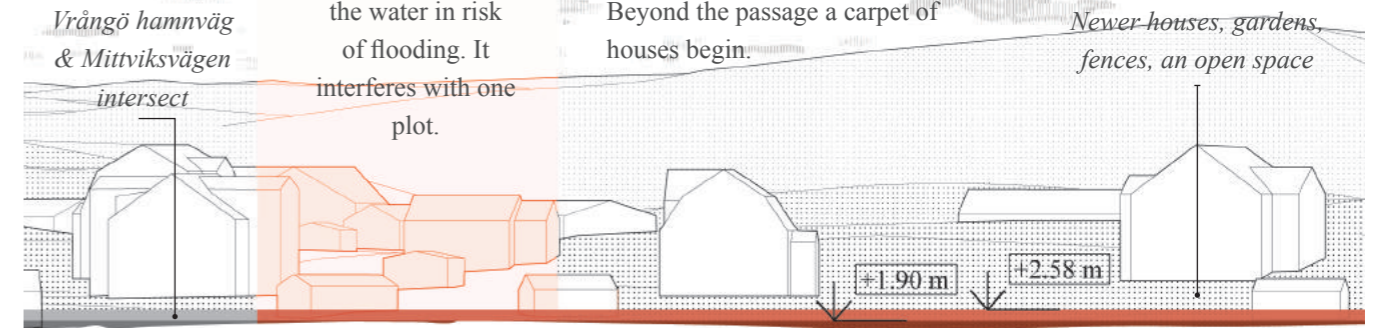 Vrångö hamnväg
& Mittviksvägen
intersect
the water in risk
of flooding. It
interferes with one
plot.
Beyond the passage a carpet of
houses begin.
Newer houses, gardens,
fences, an open space
+1.90 m
+2.58 m